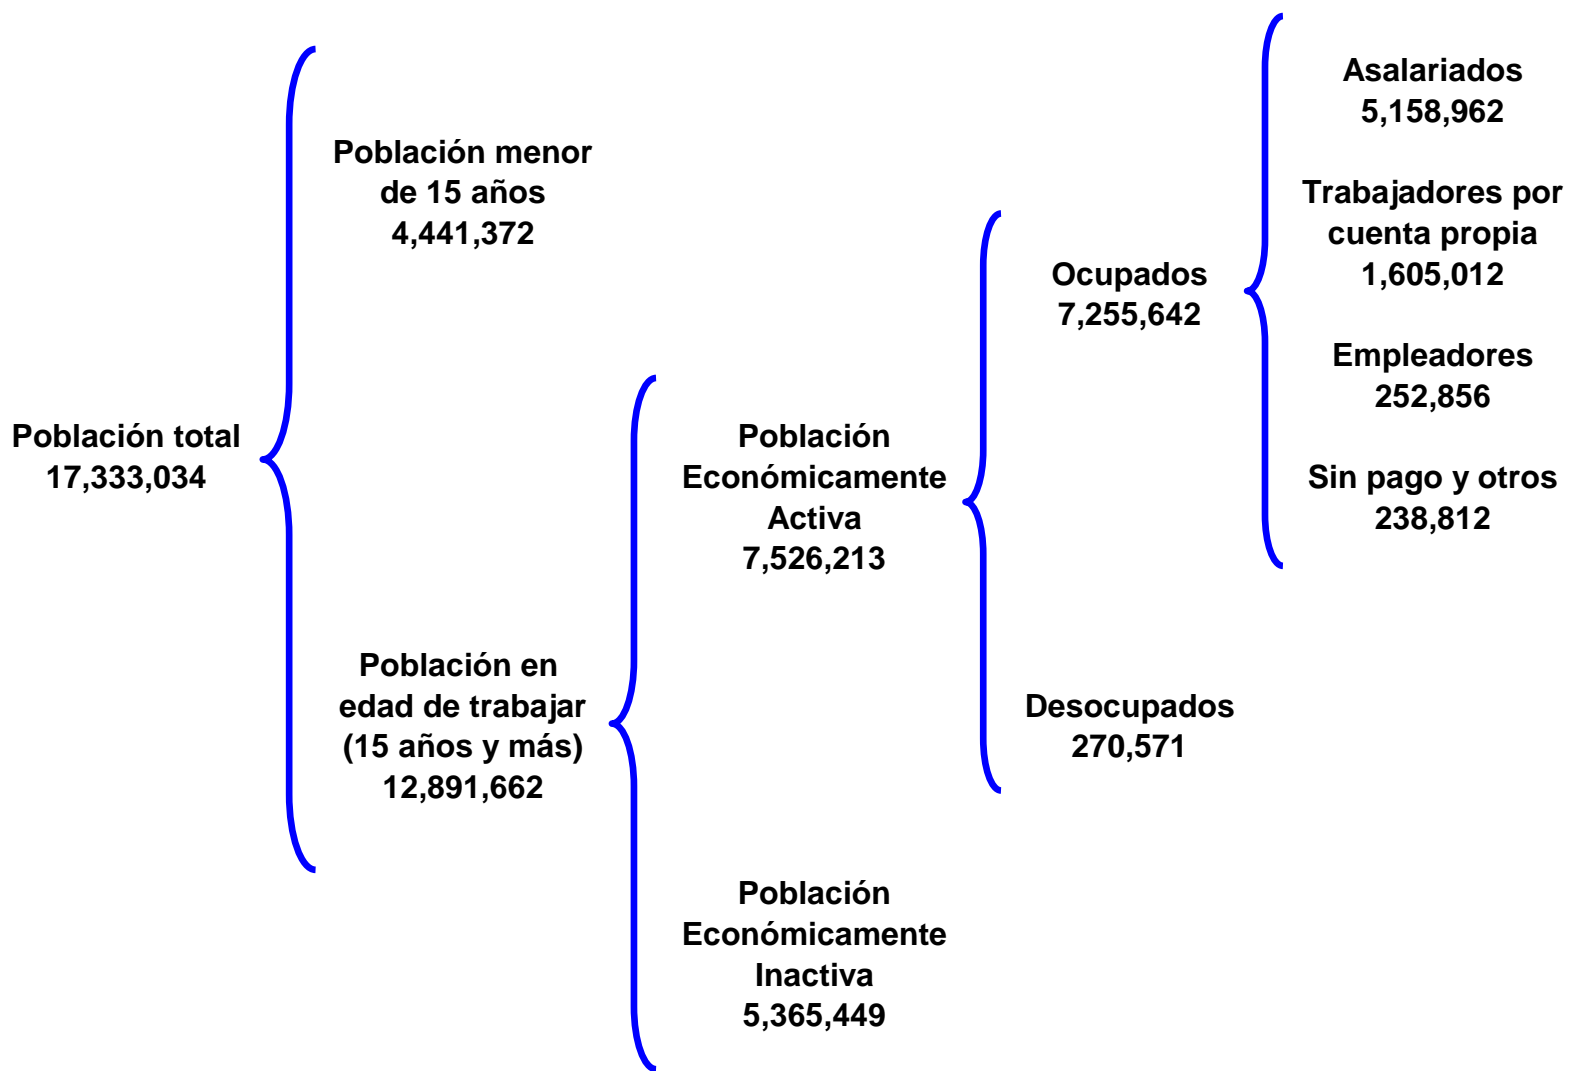 Población total
17,333,034
Población menor
de 15 años
4,441,372
Población en
edad de trabajar
(15 años y más)
12,891,662
Población
Económicamente
Activa
7,526,213
Población
Económicamente
Inactiva
5,365,449
Ocupados
7,255,642
Desocupados
270,571
Asalariados
5,158,962
Trabajadores por
cuenta propia
1,605,012
Empleadores
252,856
Sin pago y otros
238,812